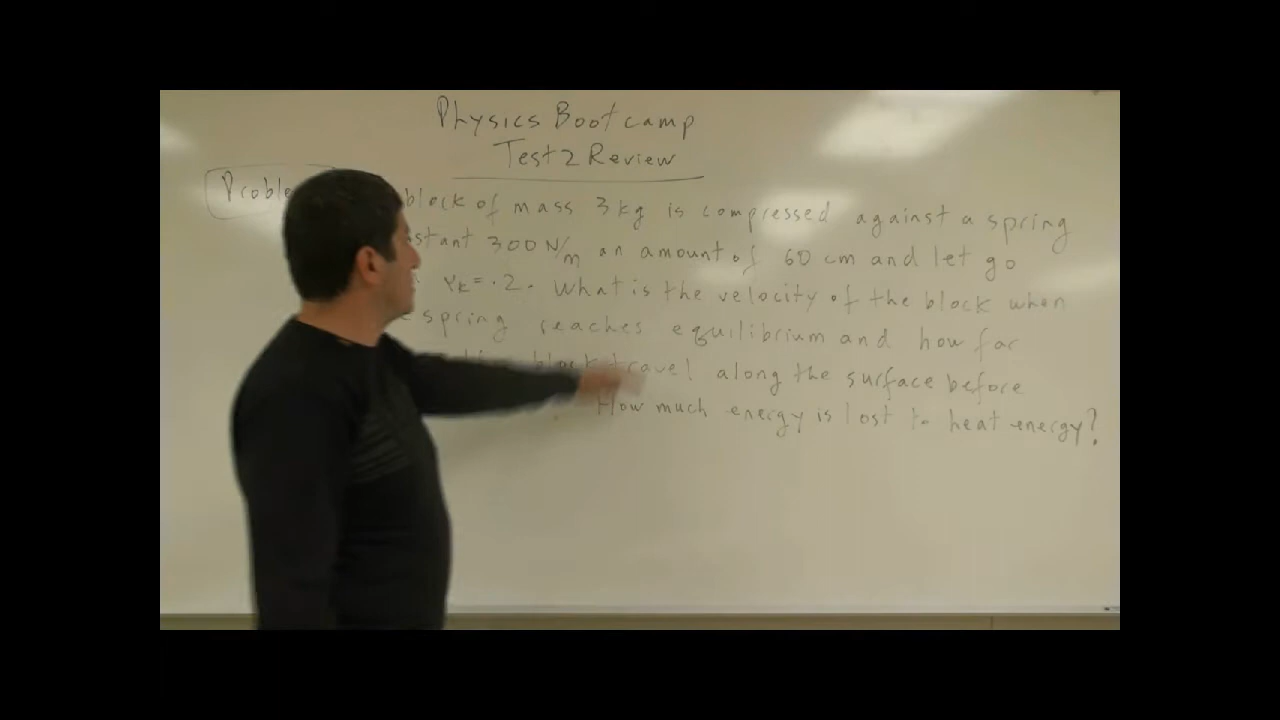 Physics Bootcamp
Test 2 Review
block of mass 3kg is compressed against a spring
300 N/m an amount of 60 cm and let go
μk = .2. What is the velocity of the block when
spring reaches equilibrium and how far
block travel along the surface before
How much energy is lost to heat energy?